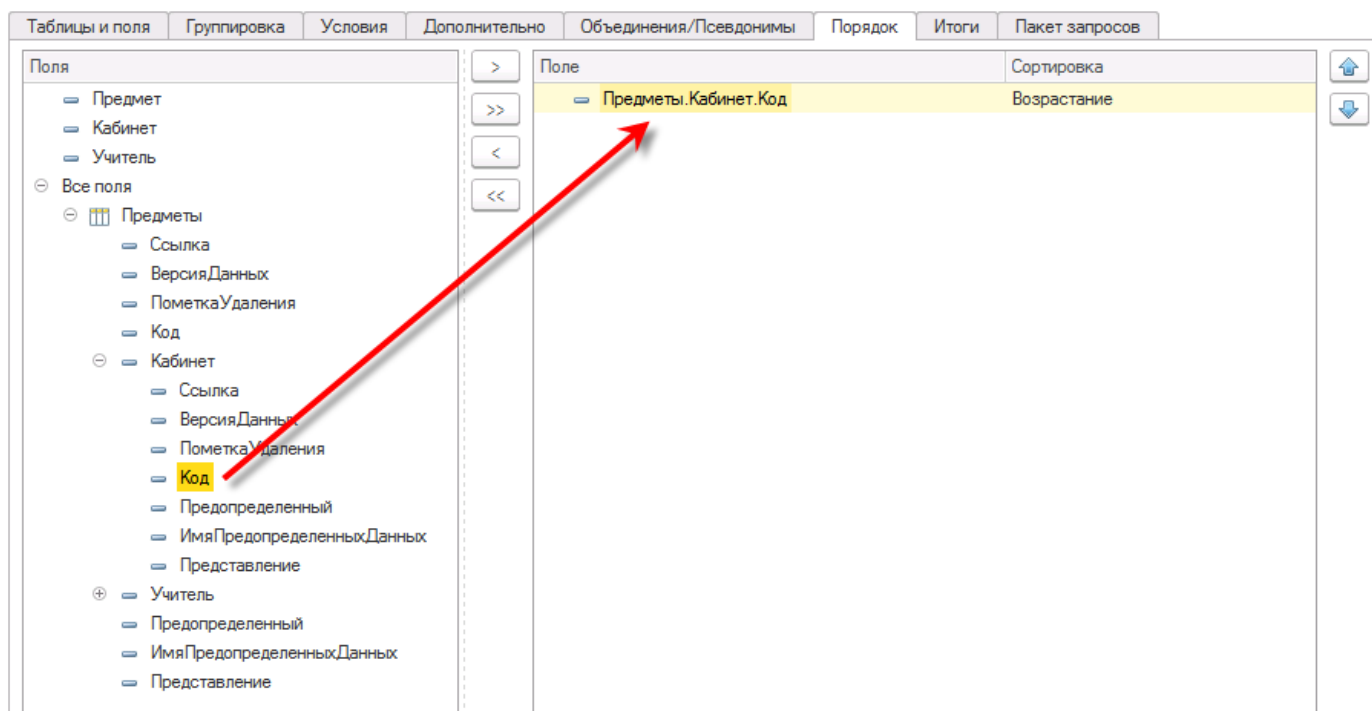 Таблицы и поля Группировка Условия Дополнительно Объединения/Псевдонимы Порядок Итоги Пакет запросов
Поля
Предмет
Кабинет
Учитель
Все поля
Предметы
Ссылка
ВерсияДанных
ПометкаУдаления
Код
Кабинет
Ссылка
ВерсияДанных
ПометкаУдаления
Код
Предопределенный
ИмяПредопределенныхДанных
Представление
Учитель
Предопределенный
ИмяПредопределенныхДанных
Представление
>
>>
<
<<
Поле Сортировка
Предметы.Кабинет.Код Возрастание